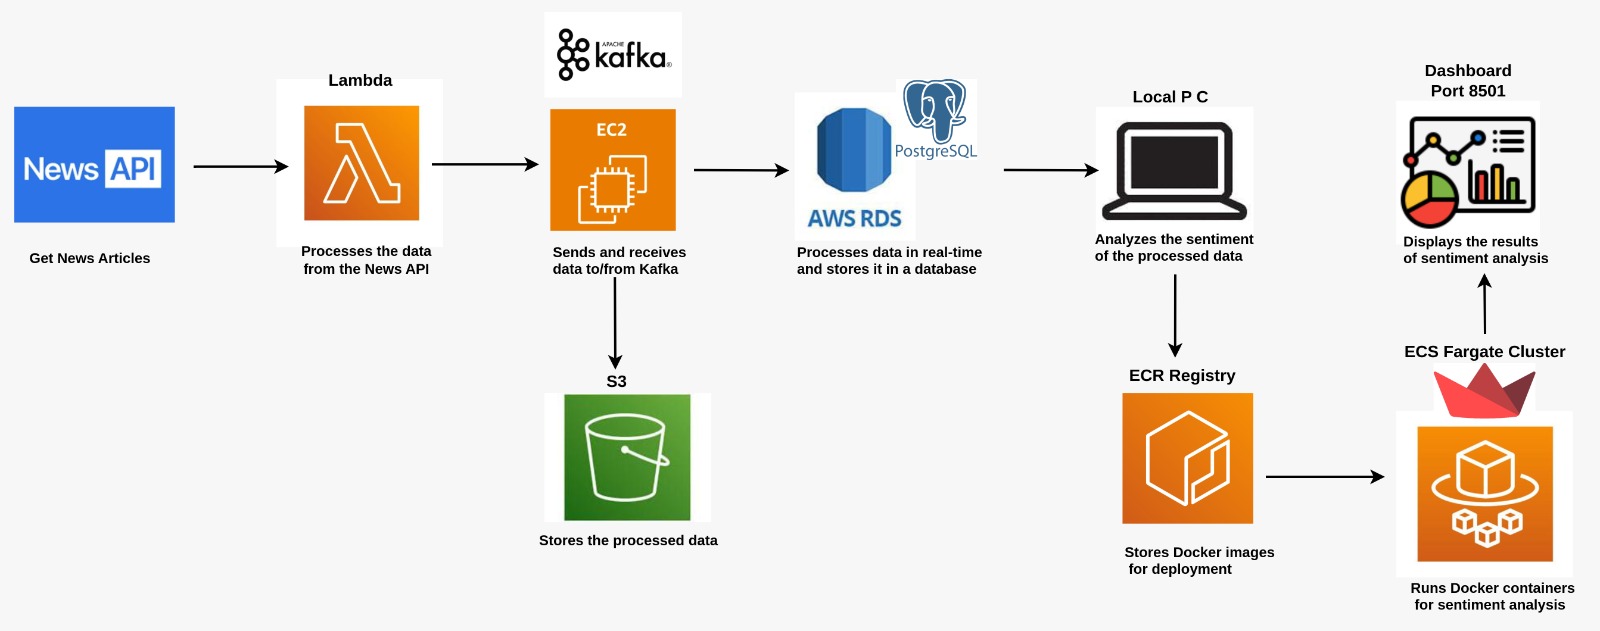 News API
Get News Articles
Lambda
Processes the data
from the News API
APACHE
kafka®
EC2
Sends and receives
data to/from Kafka
S3
Stores the processed data
PostgreSQL
AWS RDS
Processes data in real-time
and stores it in a database
Local P C
Analyzes the sentiment
of the processed data
ECR Registry
Stores Docker images
for deployment
Dashboard
Port 8501
Displays the results
of sentiment analysis
ECS Fargate Cluster
Runs Docker containers
for sentiment analysis